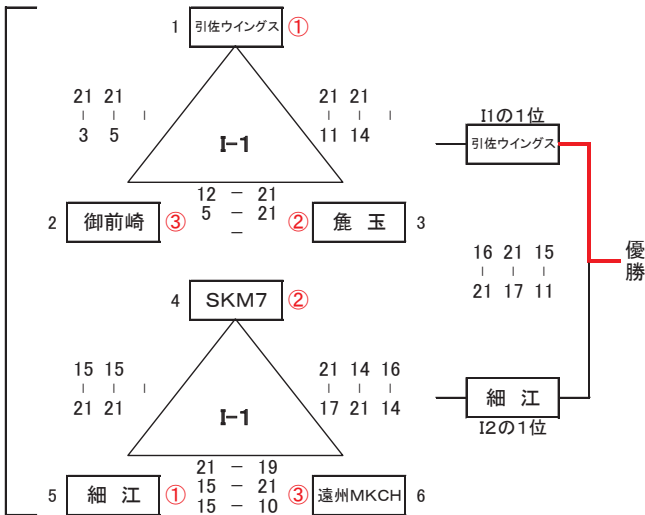 1 引佐ウイングス ①
21 21
3 5
21 21
11 14
I-1
12 - 21
5 - 21
-
2 御前崎 ③
② 麁玉 3
4 SKM7 ②
15 15
21 21
21 14 16
17 21 14
I-1
21 - 19
15 - 21
15 - 10
5 細江 ①
③ 遠州MKCH 6
I1の1位
引佐ウイングス
16 21 15
21 17 11
優勝
細江
I2の1位